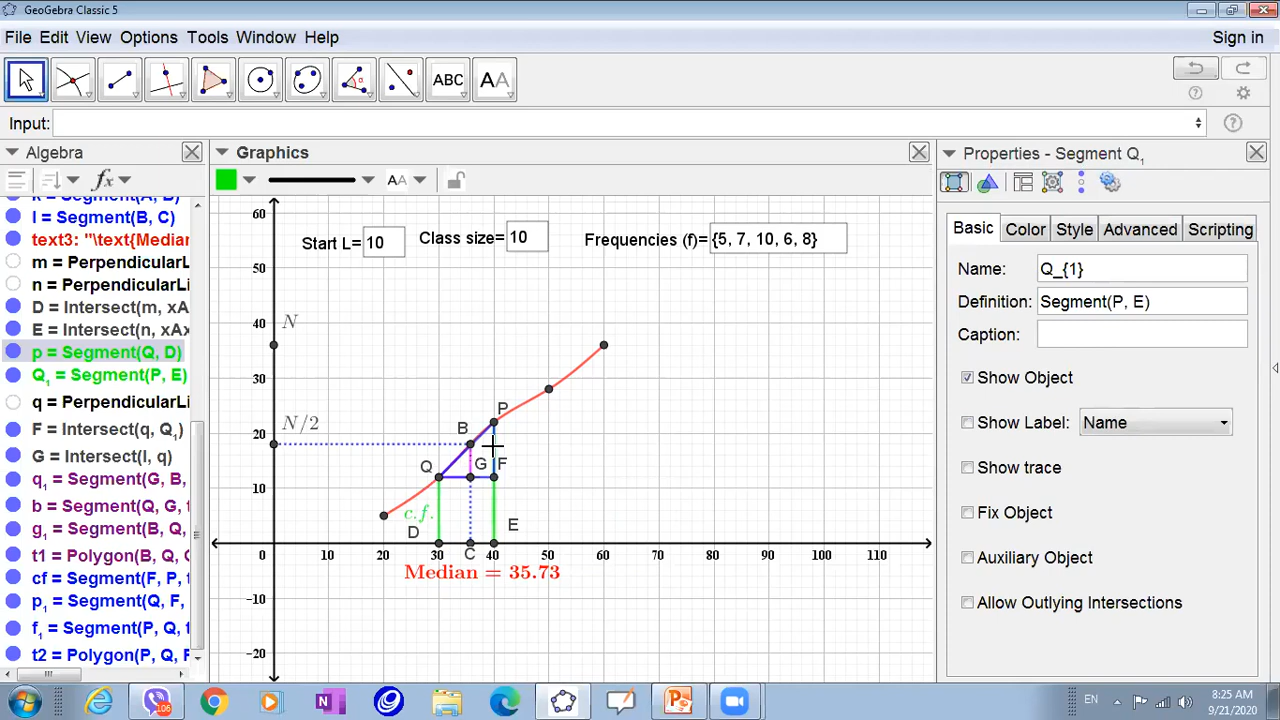 GeoGebra Classic 5
File Edit View Options Tools Window Help
Sign in
ABC
AA
Input:
Algebra
Graphics
Properties - Segment Q₁
fx
AA
l = Segment(B, C)
text3: "\text{Median
m = PerpendicularL
n = PerpendicularLi
D = Intersect(m, xAx
E = Intersect(n, xAx
p = Segment(Q, D)
Q₁ = Segment(P, E)
q = PerpendicularLi
F = Intersect(q, Q₁)
G = Intersect(l, q)
q₁ = Segment(G, B,
b = Segment(Q, G,
g₁ = Segment(B, Q,
t1 = Polygon(B, Q,
cf = Segment(F, P, t
p₁ = Segment(Q, F,
f₁ = Segment(P, Q, t
t2 = Polygon(P, Q, F
Start L= 10
Class size= 10
Frequencies (f)= {5, 7, 10, 6, 8}
60
50
40
30
20
10
0
−10
−20
10 20 30 40 50 60 70 80 90 100 110
N
N/2
P
B
Q
G
F
c.f.
D
E
C
Median = 35.73
Basic Color Style Advanced Scripting
Name: Q_{1}
Definition: Segment(P, E)
Caption:
Show Object
Show Label: Name
Show trace
Fix Object
Auxiliary Object
Allow Outlying Intersections
106
EN
8:25 AM
9/21/2020